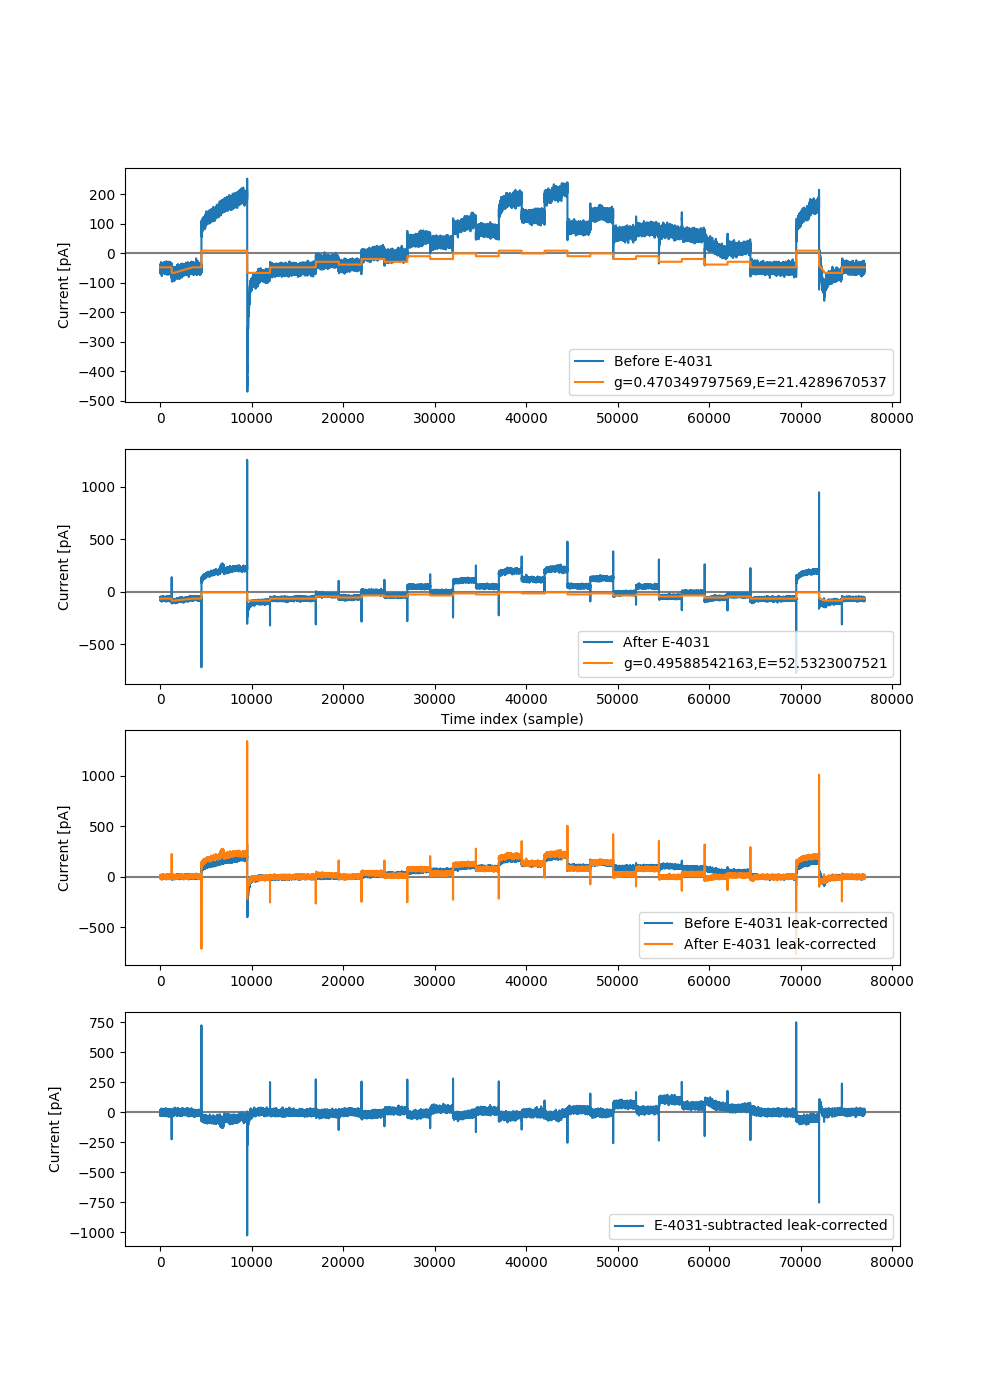 200
100
0
−100
−200
−300
−400
−500
Current [pA]
Before E-4031
g=0.470349797569,E=21.4289670537
0 10000 20000 30000 40000 50000 60000 70000 80000
1000
500
0
−500
Current [pA]
After E-4031
g=0.49588542163,E=52.5323007521
0 10000 20000 30000 40000 50000 60000 70000 80000
Time index (sample)
1000
500
0
−500
Current [pA]
Before E-4031 leak-corrected
After E-4031 leak-corrected
0 10000 20000 30000 40000 50000 60000 70000 80000
750
500
250
0
−250
−500
−750
−1000
Current [pA]
E-4031-subtracted leak-corrected
0 10000 20000 30000 40000 50000 60000 70000 80000